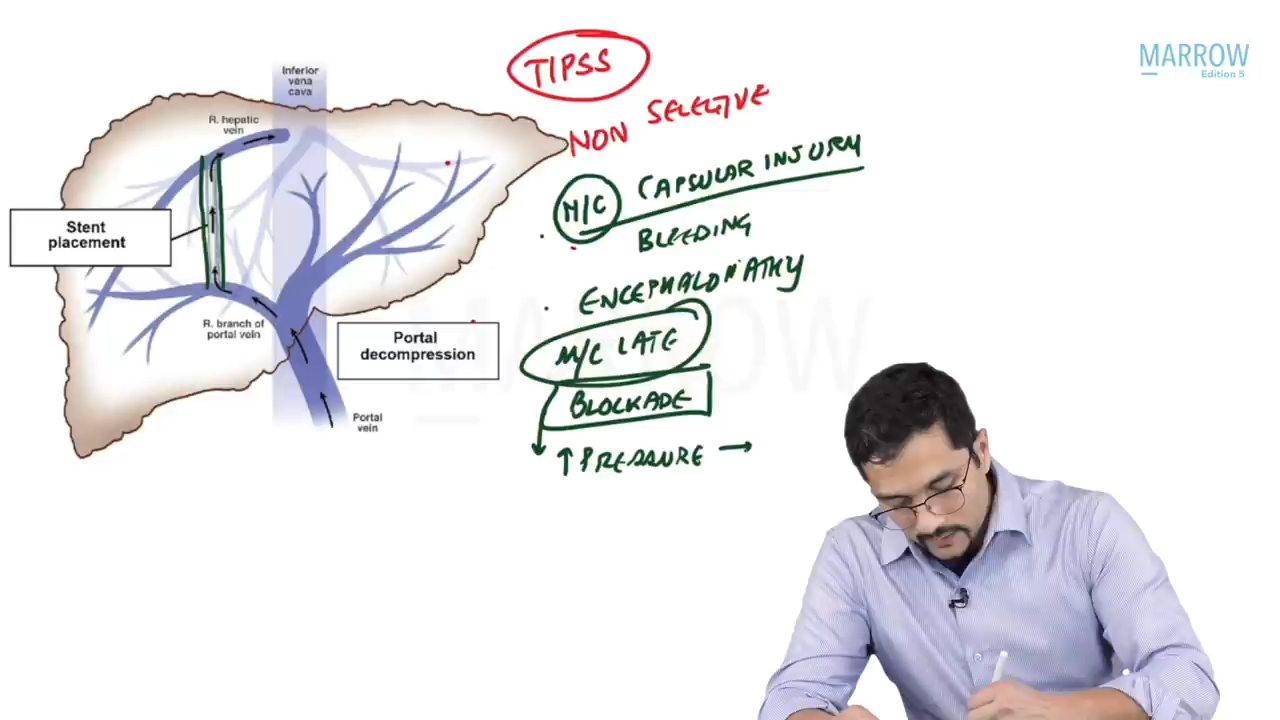 MARROW
Edition 5
TIPSS
NON SELECTIVE
M/C CAPSULAR INJURY
BLEEDING
ENCEPHALOPATHY
M/C LATE
BLOCKADE
↑ PRESSURE →
Inferior
vena
cava
R. hepatic
vein
Stent
placement
R. branch of
portal vein
Portal
decompression
Portal
vein
MARROW